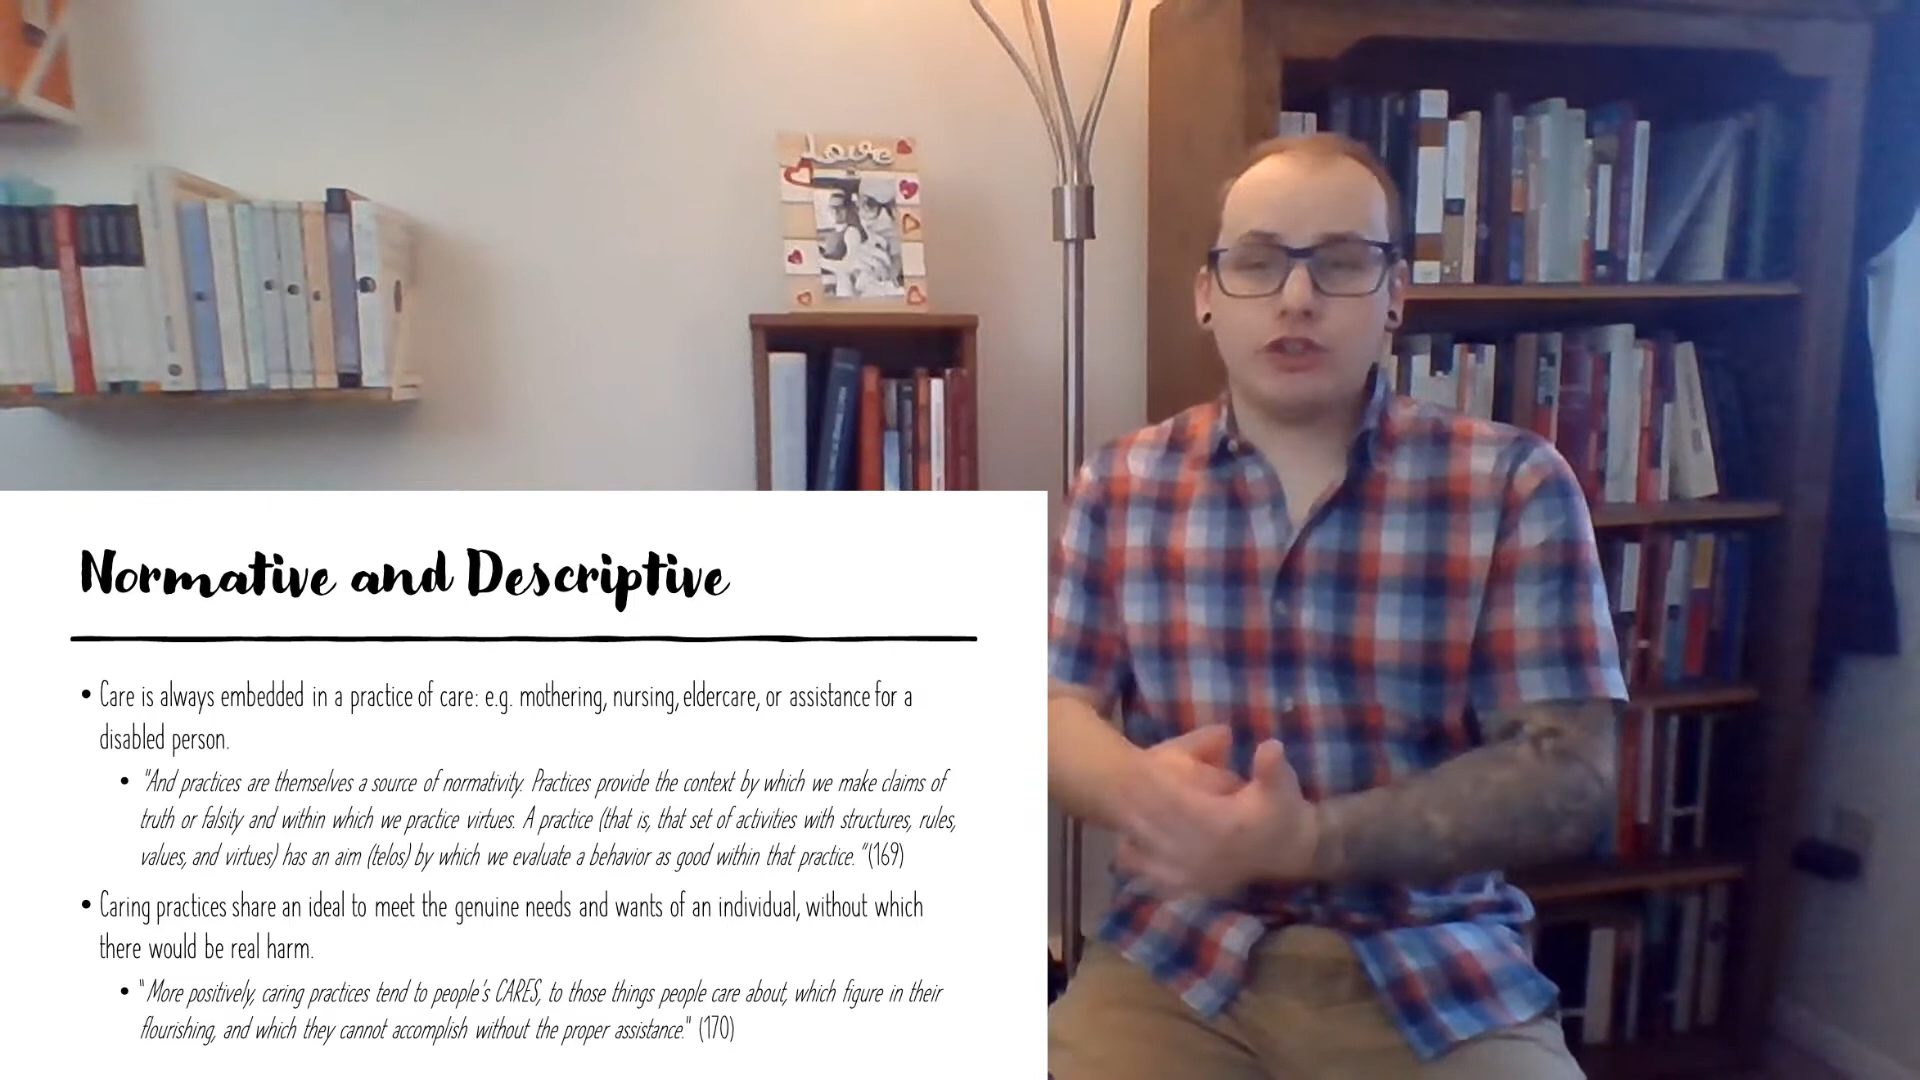 Love
Normative and Descriptive
• Care is always embedded in a practice of care: e.g. mothering, nursing, eldercare, or assistance for a
disabled person.
• "And practices are themselves a source of normativity. Practices provide the context by which we make claims of
truth or falsity and within which we practice virtues. A practice (that is, that set of activities with structures, rules,
values, and virtues) has an aim (telos) by which we evaluate a behavior as good within that practice. "(169)
• Caring practices share an ideal to meet the genuine needs and wants of an individual, without which
there would be real harm.
• "More positively, caring practices tend to people's CARES, to those things people care about, which figure in their
flourishing, and which they cannot accomplish without the proper assistance." (170)